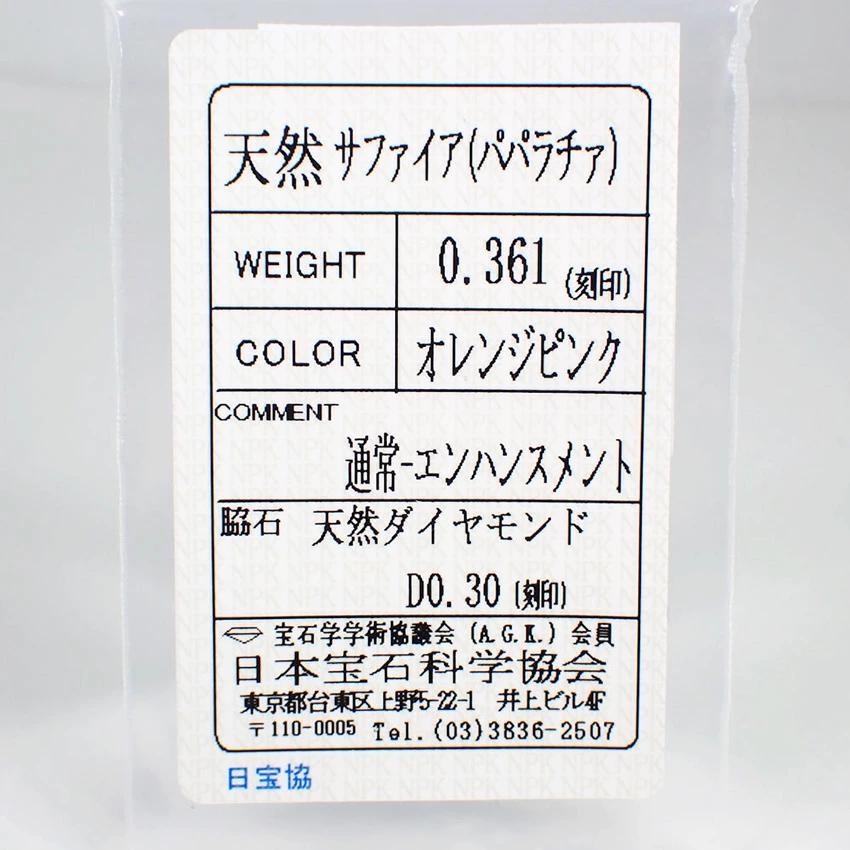 天然 サファイア(パパラチァ)
WEIGHT 0.361 (刻印)
COLOR オレンジピンク
COMMENT
通常-エンハンスメント
脇石 天然ダイヤモンド
D0.30 (刻印)
宝石学学術協議会 (A.G.K.) 会員
日本宝石科学協会
東京都台東区上野5-22-1 井上ビル4F
〒110-0005 Tel.(03)3836-2507
日宝協